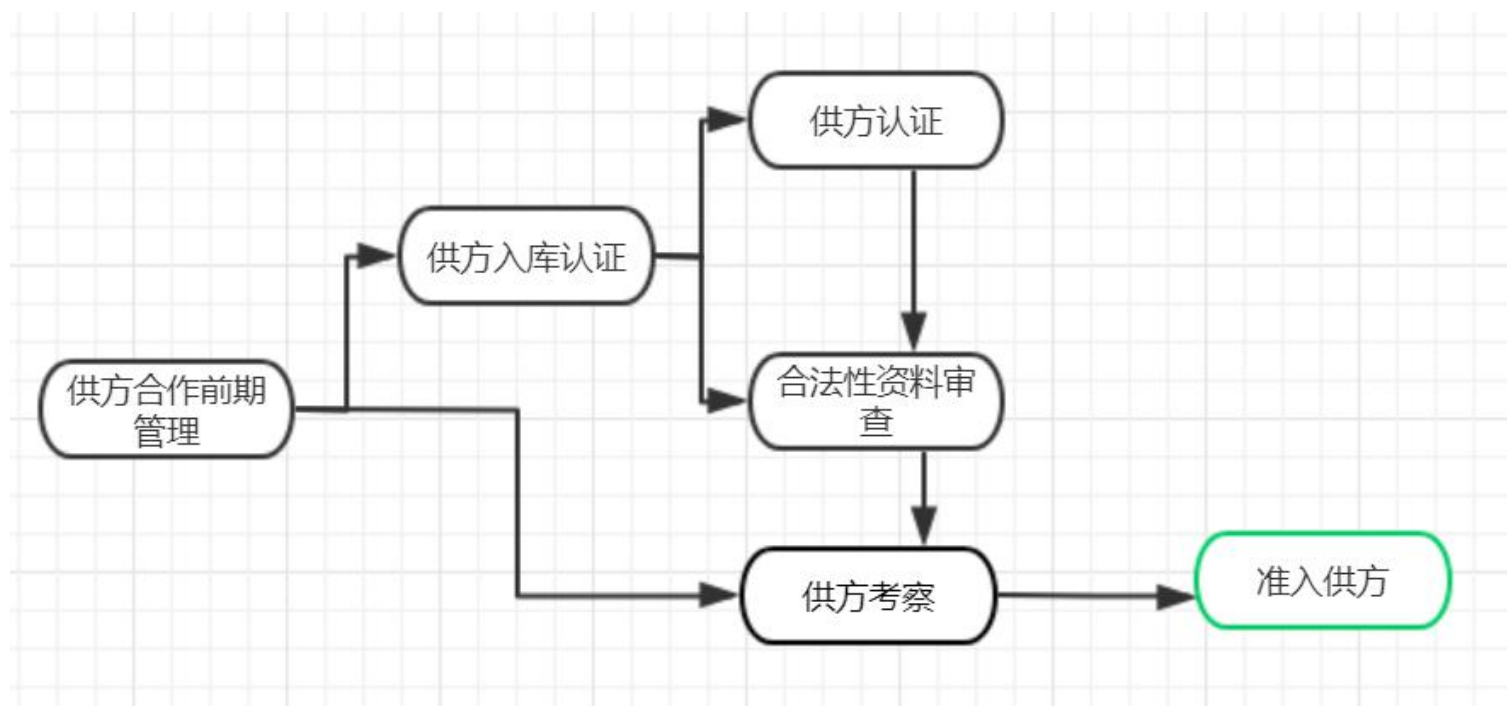 供方认证
供方入库认证
供方合作前期
管理
合法性资料审
查
供方考察
准入供方